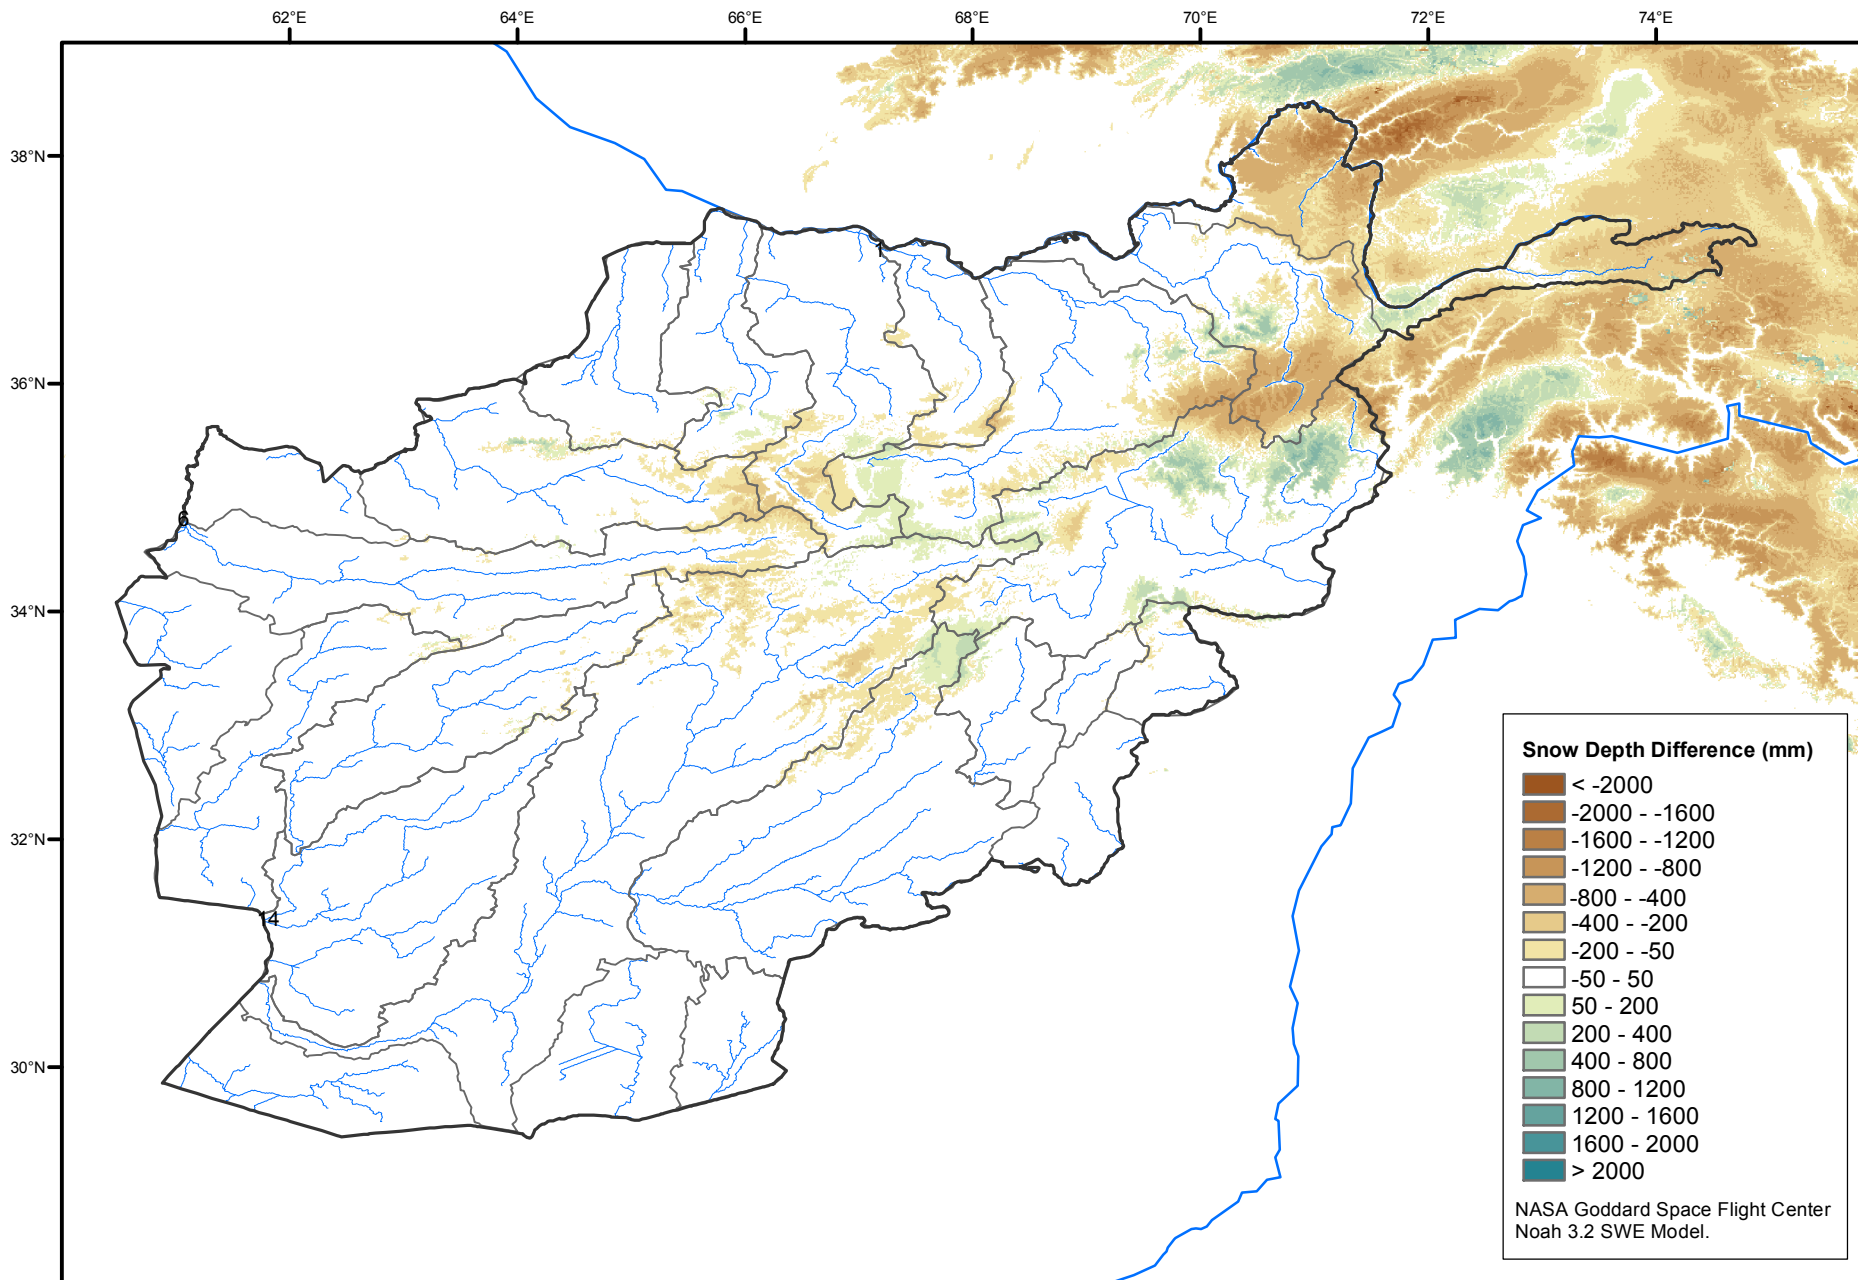 62°E
64°E
66°E
68°E
70°E
72°E
74°E
38°N
36°N
34°N
32°N
30°N
1
6
14
Snow Depth Difference (mm)
< -2000
-2000 - -1600
-1600 - -1200
-1200 - -800
-800 - -400
-400 - -200
-200 - -50
-50 - 50
50 - 200
200 - 400
400 - 800
800 - 1200
1200 - 1600
1600 - 2000
> 2000
NASA Goddard Space Flight Center
Noah 3.2 SWE Model.